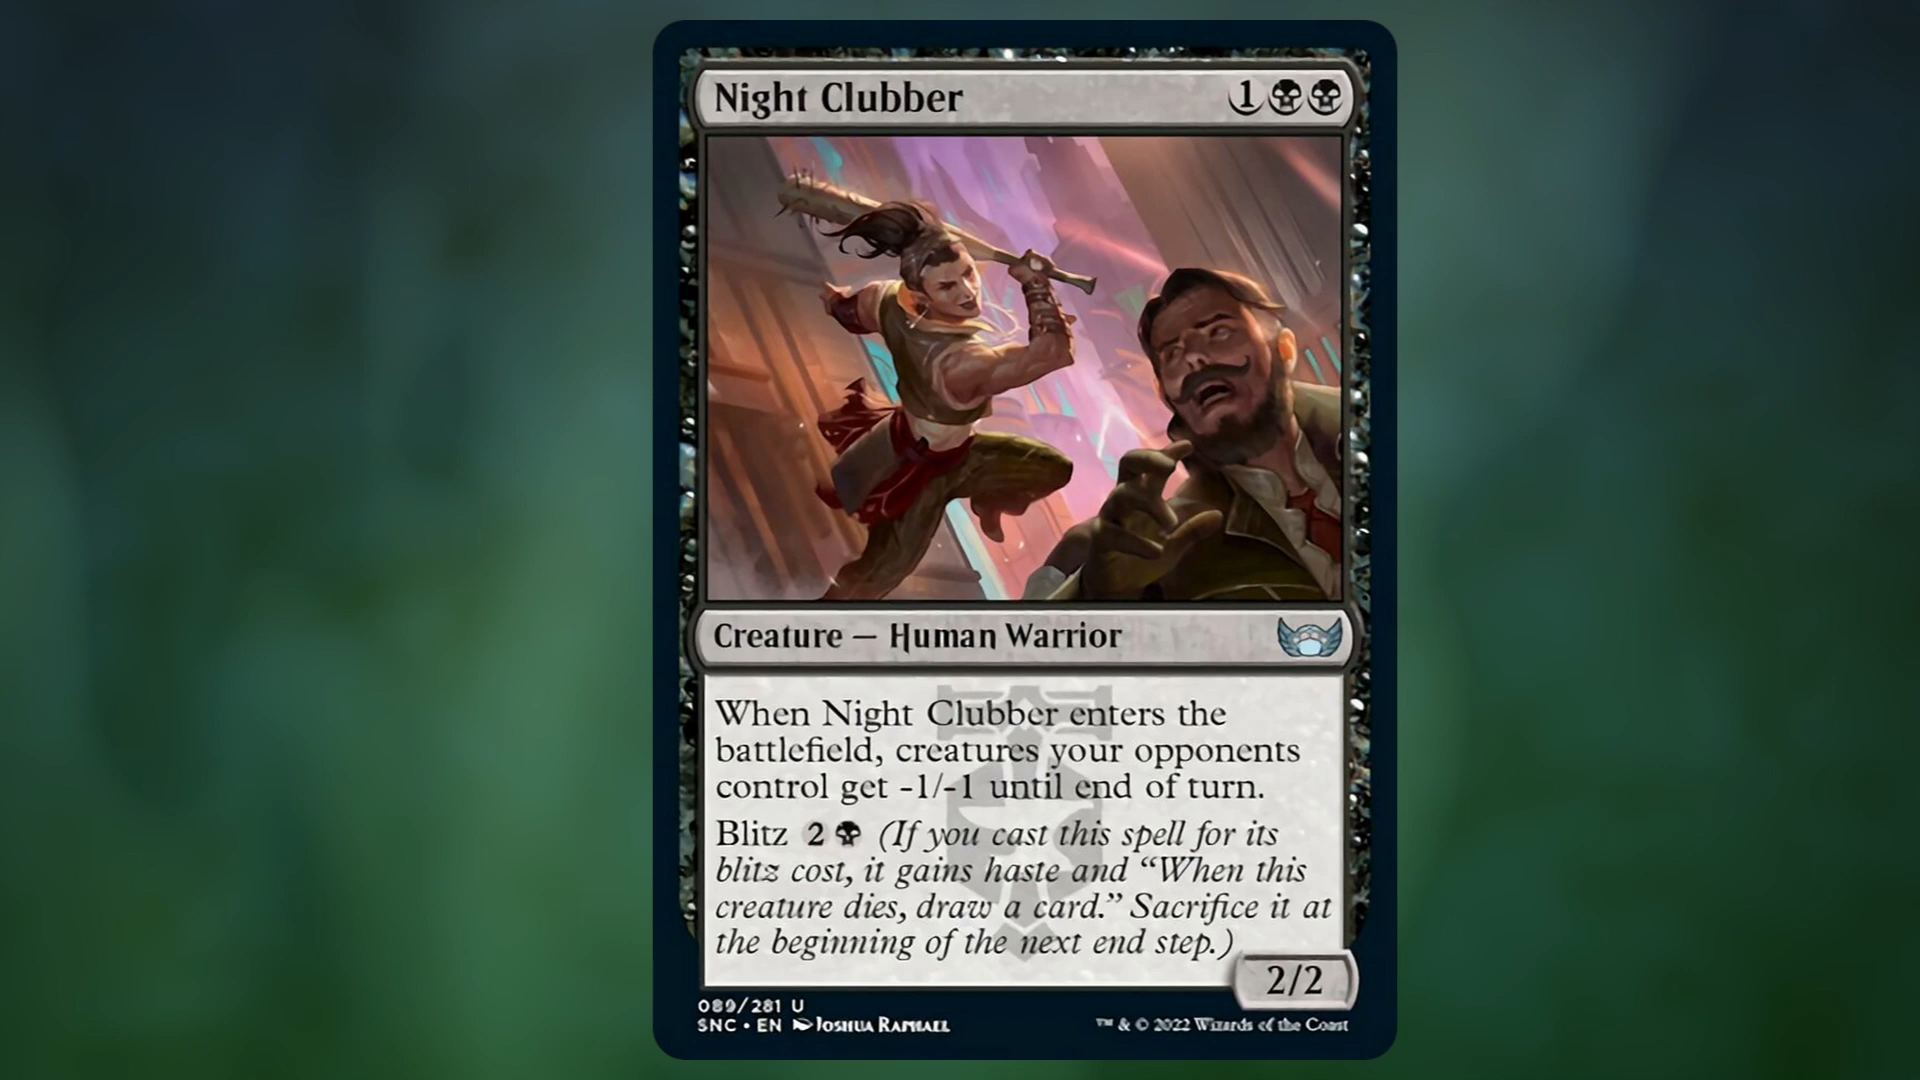 Night Clubber 1
Creature — Human Warrior
When Night Clubber enters the
battlefield, creatures your opponents
control get -1/-1 until end of turn.
Blitz 2 (If you cast this spell for its
blitz cost, it gains haste and “When this
creature dies, draw a card.” Sacrifice it at
the beginning of the next end step.)
2/2
089/281 U
SNC • EN Joshua Raphael
™ & © 2022 Wizards of the Coast